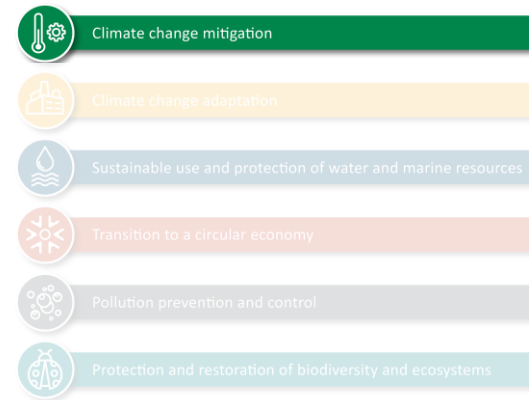 Climate change mitigation
Climate change adaptation
Sustainable use and protection of water and marine resources
Transition to a circular economy
Pollution prevention and control
Protection and restoration of biodiversity and ecosystems